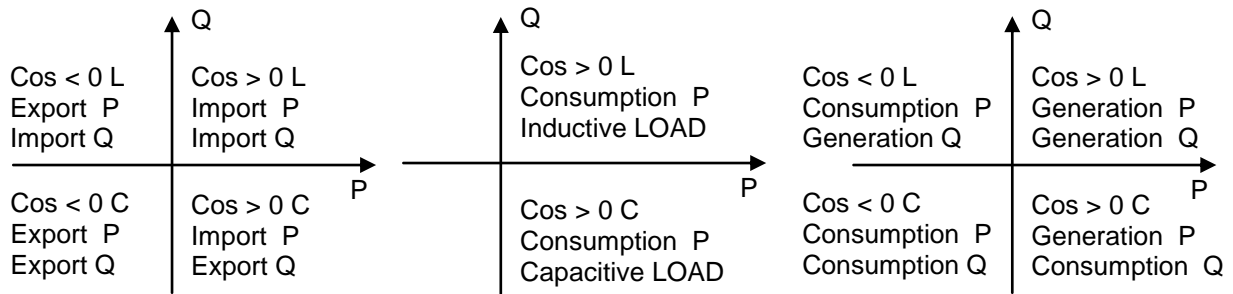 Q
Cos < 0 L
Export P
Import Q
Cos > 0 L
Import P
Import Q
P
Cos < 0 C
Export P
Export Q
Cos > 0 C
Import P
Export Q
Q
Cos > 0 L
Consumption P
Inductive LOAD
P
Cos > 0 C
Consumption P
Capacitive LOAD
Q
Cos < 0 L
Consumption P
Generation Q
Cos > 0 L
Generation P
Generation Q
P
Cos < 0 C
Consumption P
Consumption Q
Cos > 0 C
Generation P
Consumption Q